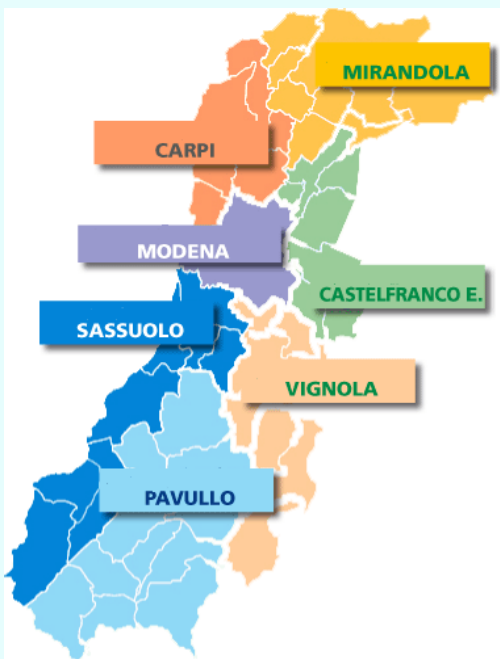 MIRANDOLA
CARPI
MODENA
CASTELFRANCO E.
SASSUOLO
VIGNOLA
PAVULLO